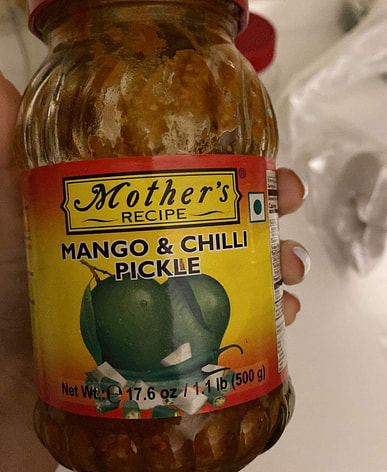 Mother's ®
RECIPE
MANGO & CHILLI
PICKLE
Net Wt.: ℮ 17.6 oz / 1.1 lb (500 g)